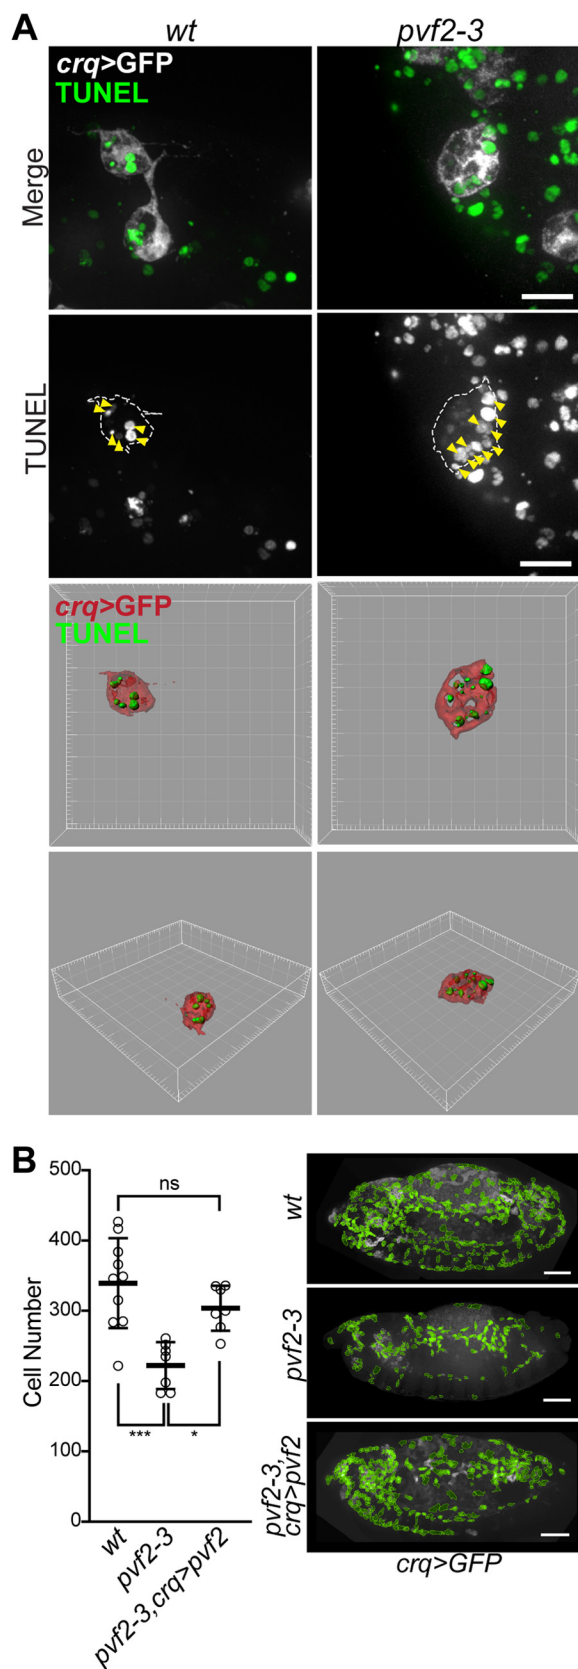 A
wt
pvf2-3
crq>GFP
TUNEL
Merge
TUNEL
crq>GFP
TUNEL
B
500
400
300
200
100
0
Cell Number
ns
***
*
wt
pvf2-3
pvf2-3,crq>pvf2
wt
pvf2-3
pvf2-3,
crq>pvf2
crq>GFP